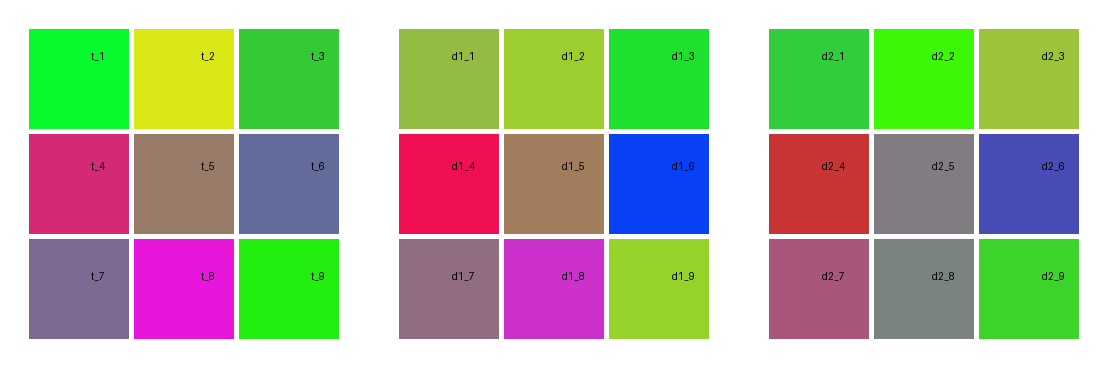 t_1 t_2 t_3 d1_1 d1_2 d1_3 d2_1 d2_2 d2_3
t_4 t_5 t_6 d1_4 d1_5 d1_6 d2_4 d2_5 d2_6
t_7 t_8 t_9 d1_7 d1_8 d1_9 d2_7 d2_8 d2_9